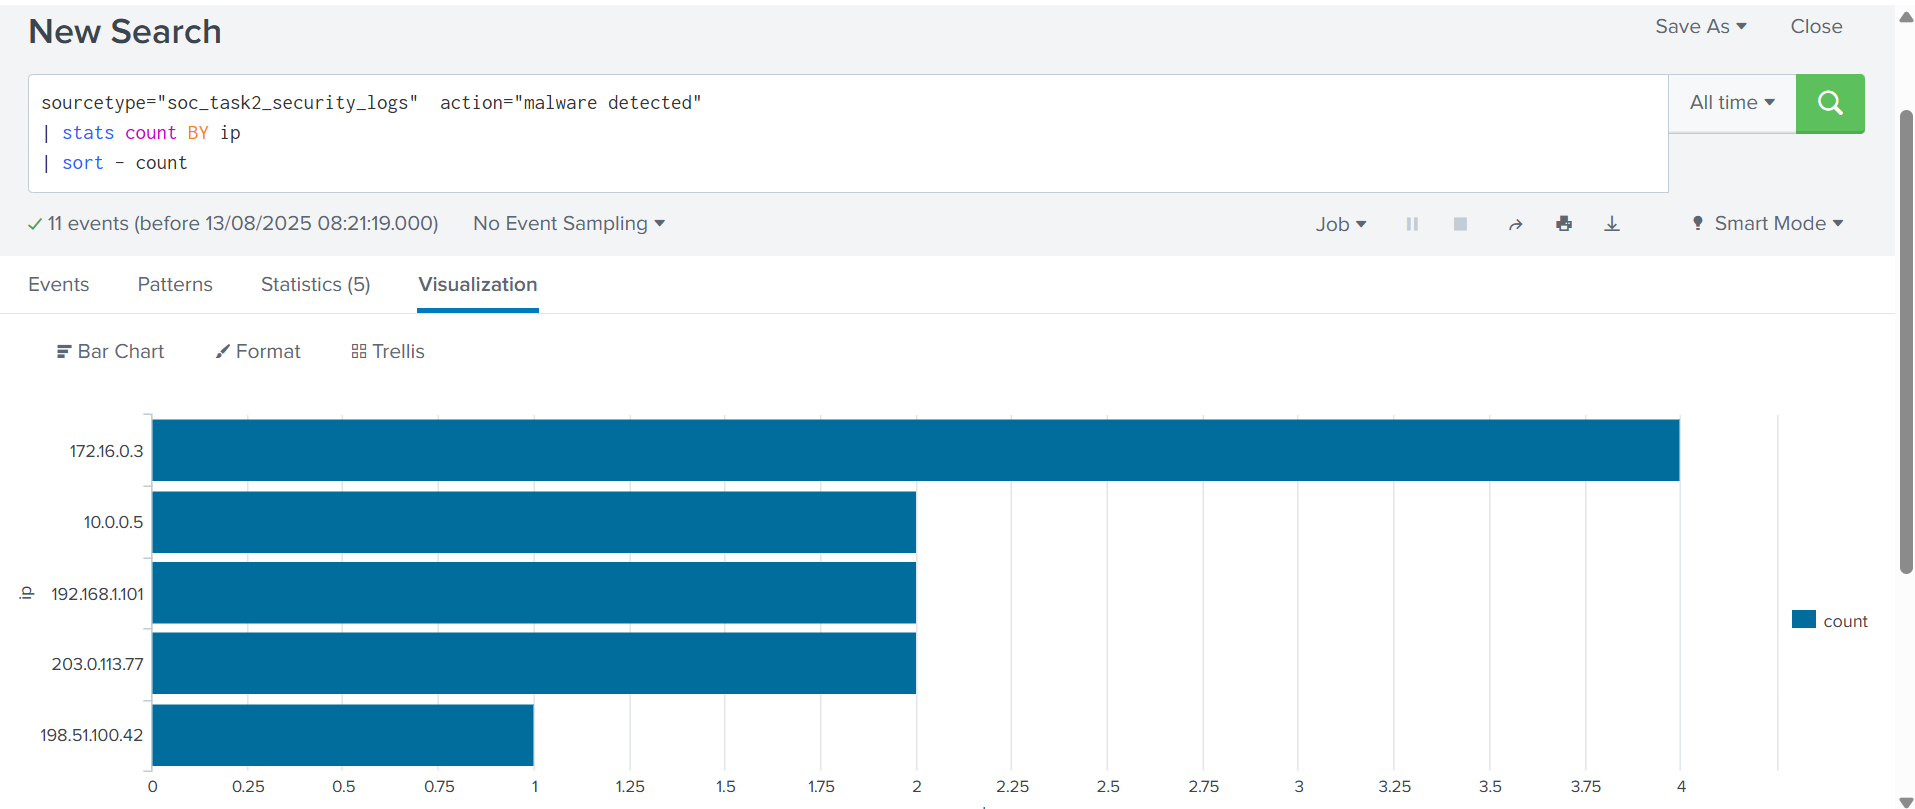 New Search
Save As
Close
sourcetype="soc_task2_security_logs"  action="malware detected"
| stats count BY ip
| sort - count
All time
11 events (before 13/08/2025 08:21:19.000)
No Event Sampling
Job
Smart Mode
Events
Patterns
Statistics (5)
Visualization
Bar Chart
Format
Trellis
ip
172.16.0.3
10.0.0.5
192.168.1.101
203.0.113.77
198.51.100.42
count
0 0.25 0.5 0.75 1 1.25 1.5 1.75 2 2.25 2.5 2.75 3 3.25 3.5 3.75 4